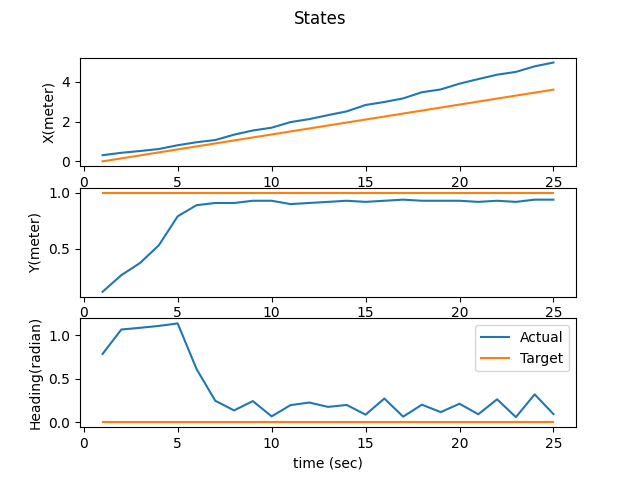 States
X(meter)
4
2
0
0 5 10 15 20 25
Y(meter)
1.0
0.5
0 5 10 15 20 25
Heading(radian)
1.0
0.5
0.0
Actual
Target
0 5 10 15 20 25
time (sec)